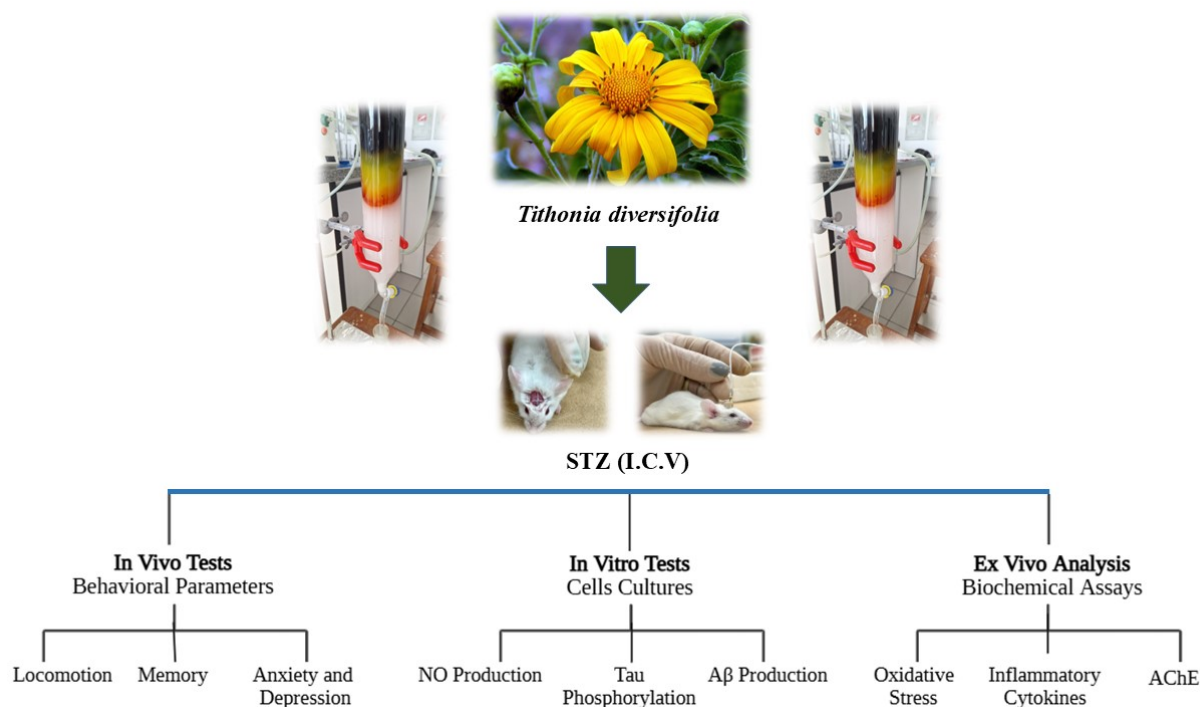 Tithonia diversifolia
STZ (I.C.V)
In Vivo Tests
Behavioral Parameters
Locomotion
Memory
Anxiety and
Depression
In Vitro Tests
Cells Cultures
NO Production
Tau
Phosphorylation
Aβ Production
Ex Vivo Analysis
Biochemical Assays
Oxidative
Stress
Inflammatory
Cytokines
AChE